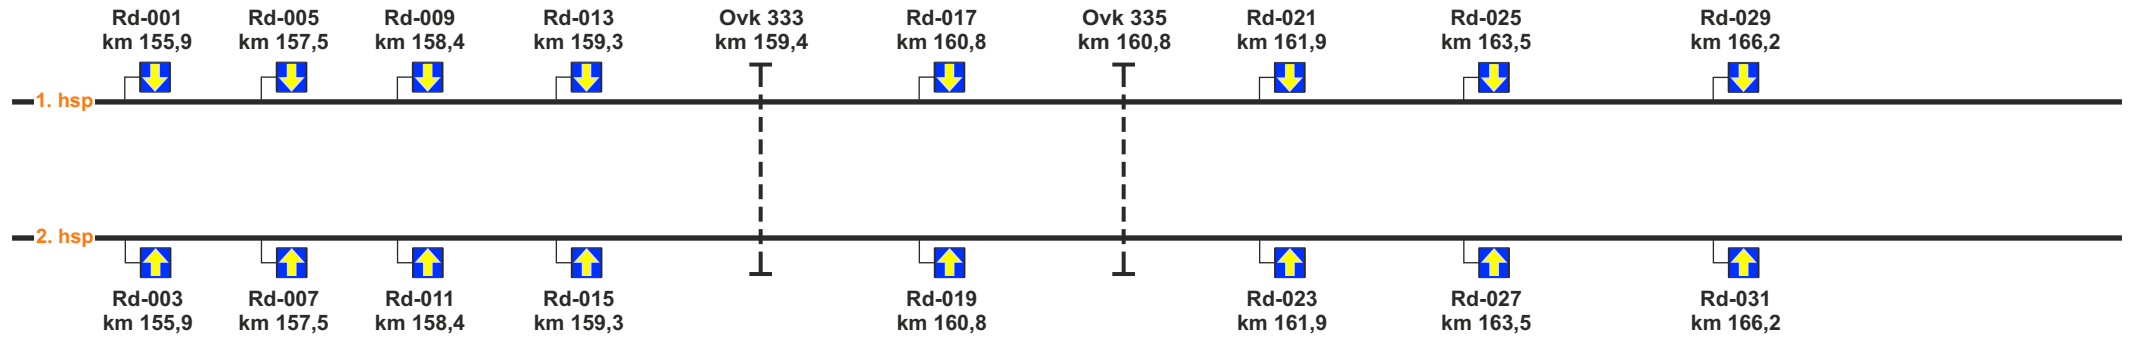 Rd-001
km 155,9
Rd-005
km 157,5
Rd-009
km 158,4
Rd-013
km 159,3
Ovk 333
km 159,4
Rd-017
km 160,8
Ovk 335
km 160,8
Rd-021
km 161,9
Rd-025
km 163,5
Rd-029
km 166,2
1. hsp
2. hsp
Rd-003
km 155,9
Rd-007
km 157,5
Rd-011
km 158,4
Rd-015
km 159,3
Rd-019
km 160,8
Rd-023
km 161,9
Rd-027
km 163,5
Rd-031
km 166,2